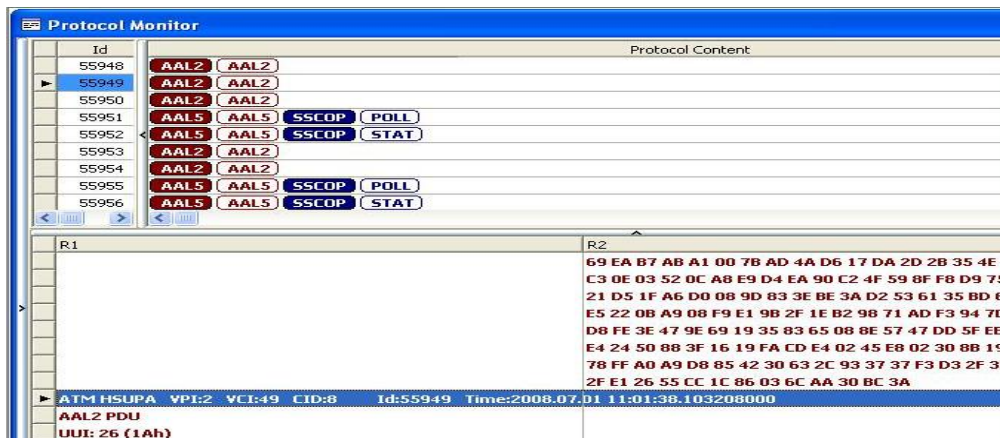 Protocol Monitor
Id Protocol Content
55948 AAL2 AAL2
55949 AAL2 AAL2
55950 AAL2 AAL2
55951 AAL5 AAL5 SSCOP POLL
55952 AAL5 AAL5 SSCOP STAT
55953 AAL2 AAL2
55954 AAL2 AAL2
55955 AAL5 AAL5 SSCOP POLL
55956 AAL5 AAL5 SSCOP STAT
R1 R2
69 EA B7 AB A1 00 7B AD 4A D6 17 DA 2D 2B 35 4E
C3 0E 03 52 0C A8 E9 D4 EA 90 C2 4F 59 8F F8 D9
21 D5 1F A6 D0 08 9D 83 3E BE 3A D2 53 61 35 BD
E5 22 0B A9 08 F9 E1 9B 2F 1E B2 98 71 AD F3 94
D8 FE 3E 47 9E 69 19 35 83 65 08 8E 57 47 DD 5F
E4 24 50 88 3F 16 19 FA CD E4 02 45 E8 02 30 8B
78 FF A0 A9 D8 85 42 30 63 2C 93 37 37 F3 D3 2F
2F E1 26 55 CC 1C 86 03 6C AA 30 BC 3A
ATM HSUPA VPI:2 VCI:49 CID:8 Id:55949 Time:2008.07.01 11:01:38.103208000
AAL2 PDU
UUI: 26 (1Ah)